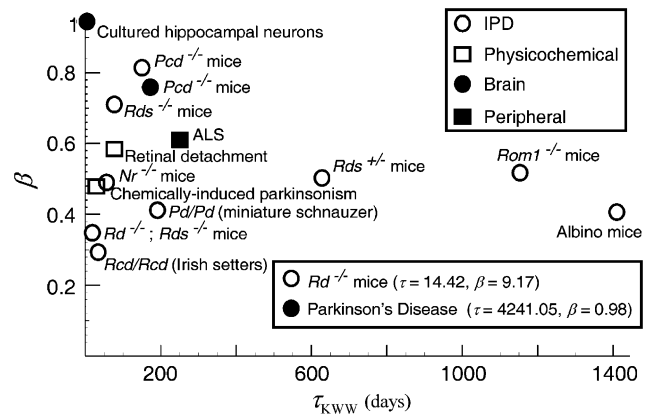 1
Cultured hippocampal neurons
IPD
Pcd -/- mice
Physicochemical
0.8
Pcd -/- mice
Brain
Rds -/- mice
Peripheral
ALS
0.6
Retinal detachment
Rom1 -/- mice
Rds +/- mice
Nr -/- mice
β
Chemically-induced parkinsonism
0.4
Pd/Pd (miniature schnauzer)
Albino mice
Rd -/- ; Rds -/- mice
Rcd/Rcd (Irish setters)
Rd -/- mice (τ = 14.42, β = 9.17)
0.2
Parkinson's Disease (τ = 4241.05, β = 0.98)
200 600 1000 1400
τKWW (days)